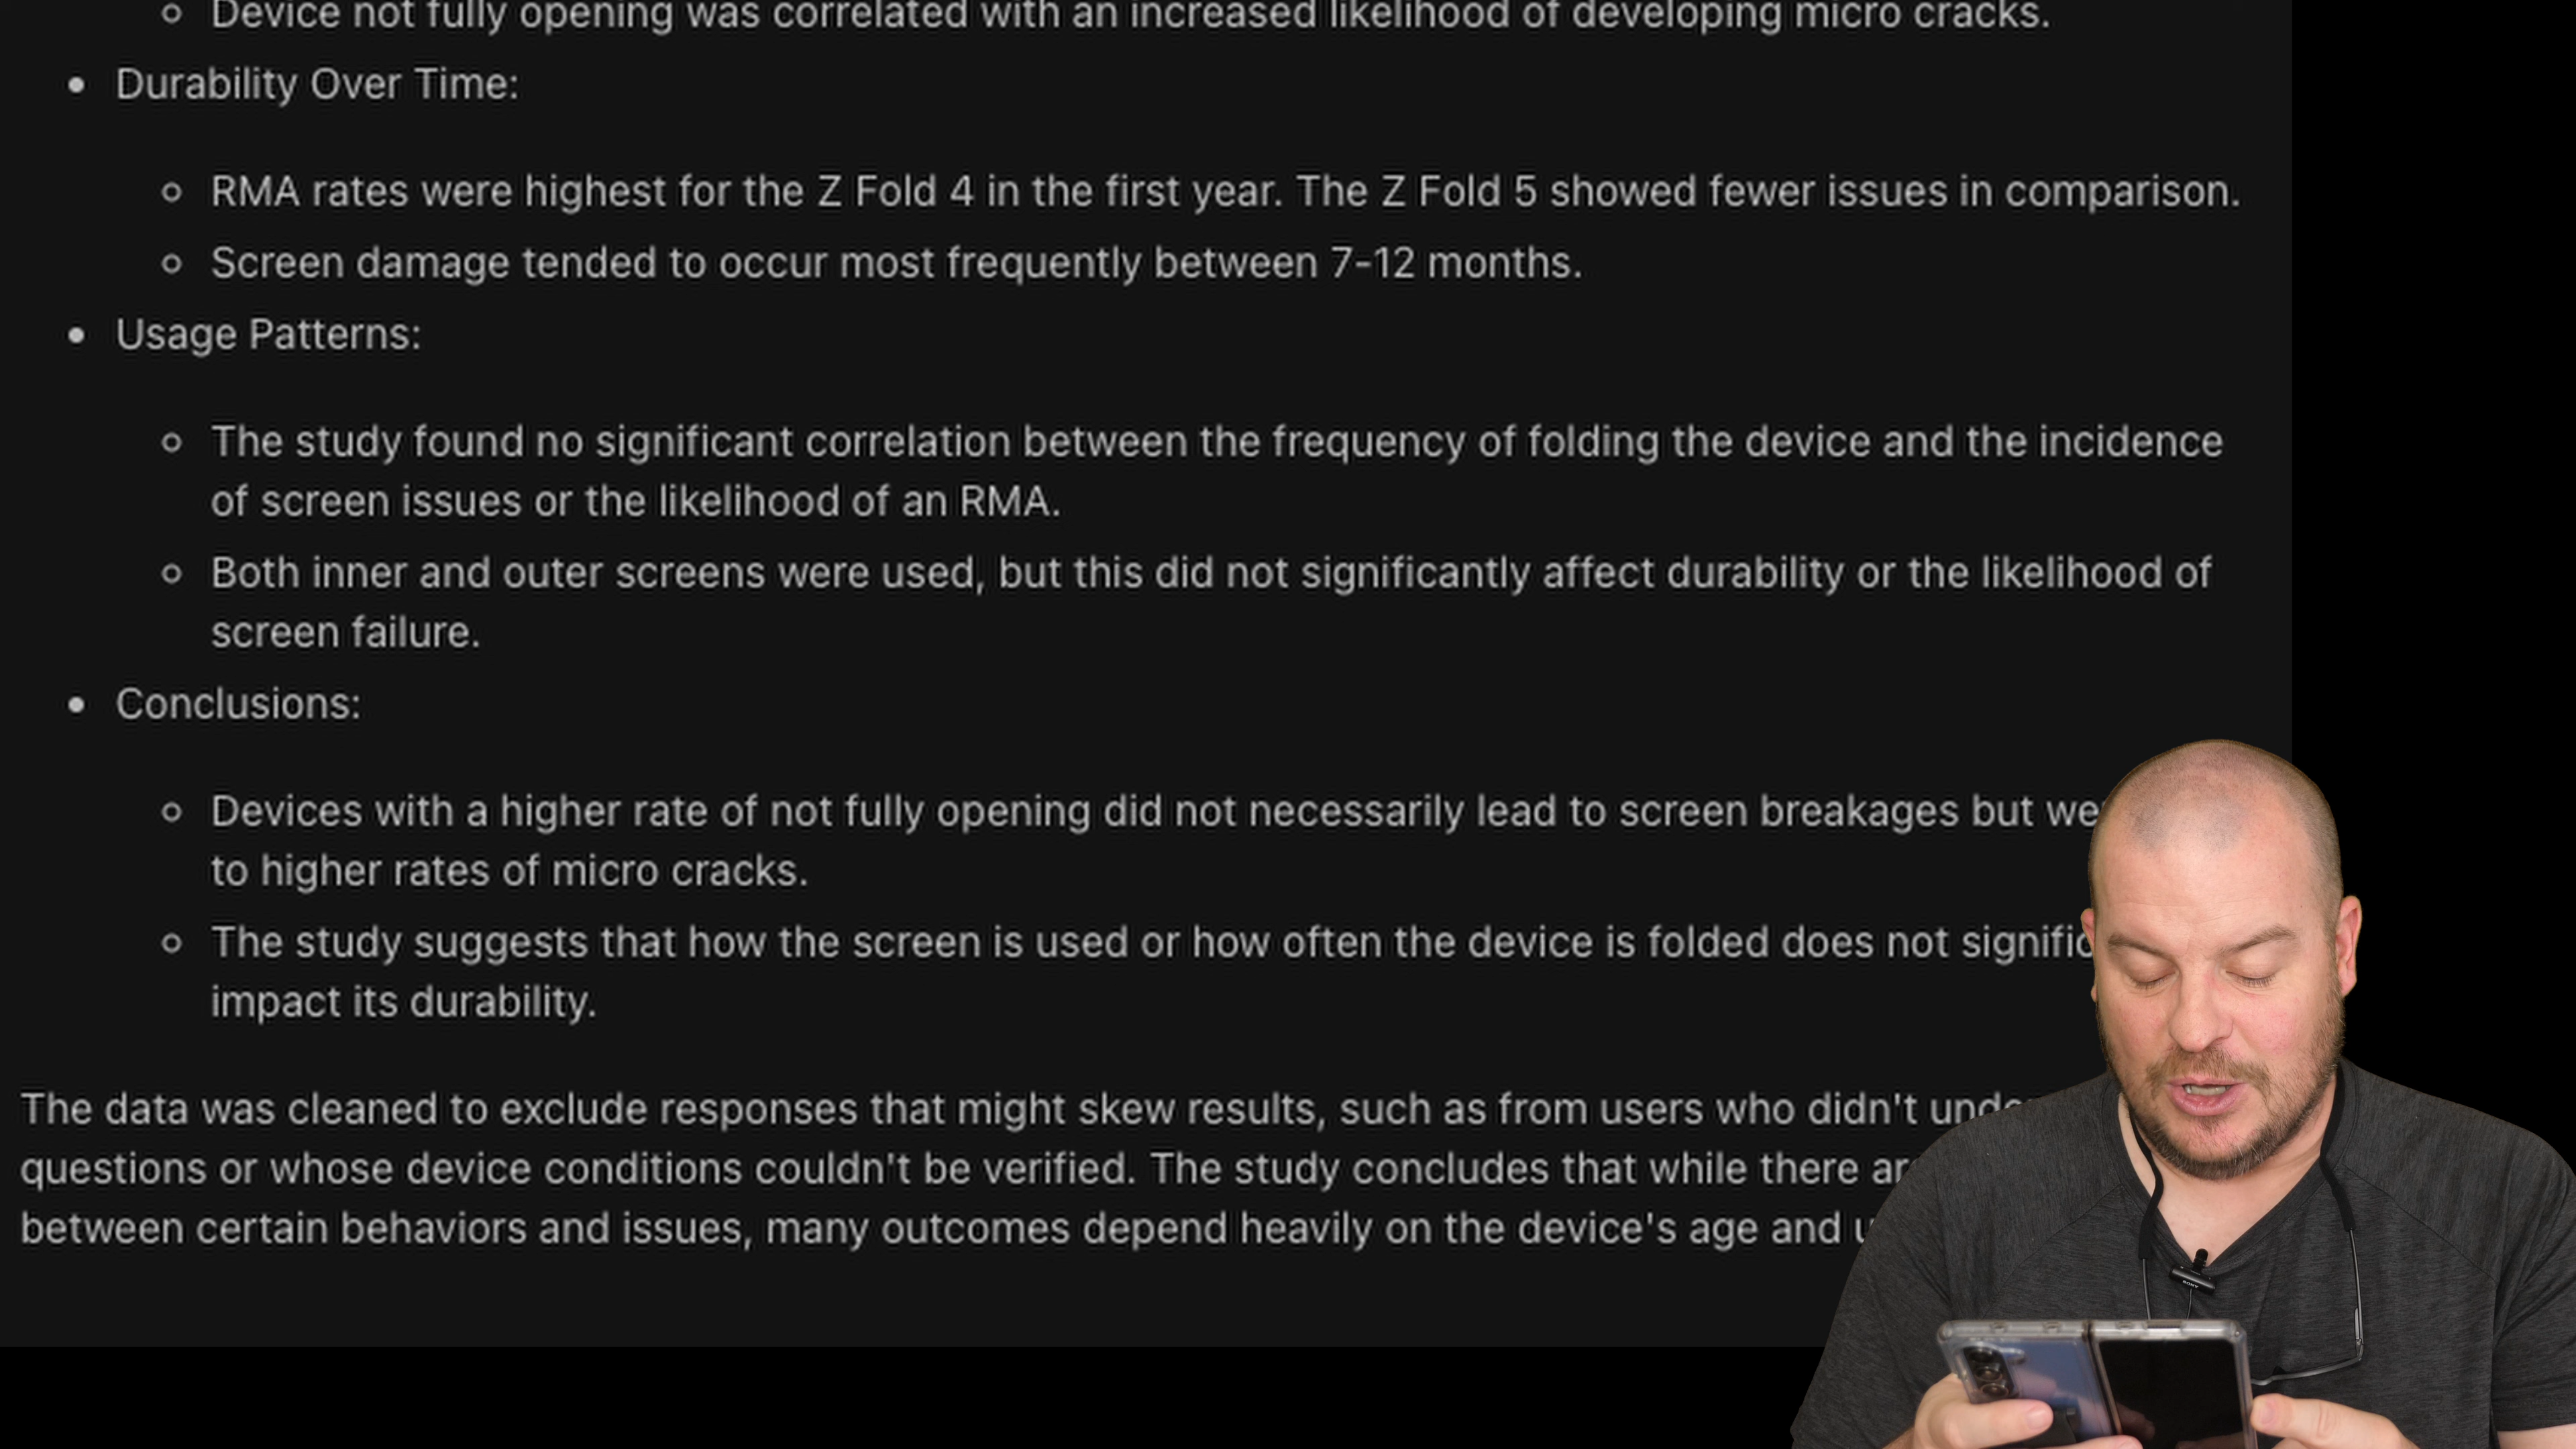 Device not fully opening was correlated with an increased likelihood of developing micro cracks.
Durability Over Time:
RMA rates were highest for the Z Fold 4 in the first year. The Z Fold 5 showed fewer issues in comparison.
Screen damage tended to occur most frequently between 7-12 months.
Usage Patterns:
The study found no significant correlation between the frequency of folding the device and the incidence
of screen issues or the likelihood of an RMA.
Both inner and outer screens were used, but this did not significantly affect durability or the likelihood of
screen failure.
Conclusions:
Devices with a higher rate of not fully opening did not necessarily lead to screen breakages but
to higher rates of micro cracks.
The study suggests that how the screen is used or how often the device is folded does not
impact its durability.
The data was cleaned to exclude responses that might skew results, such as from users who didn't
questions or whose device conditions couldn't be verified. The study concludes that while there
between certain behaviors and issues, many outcomes depend heavily on the device's age and
SONY